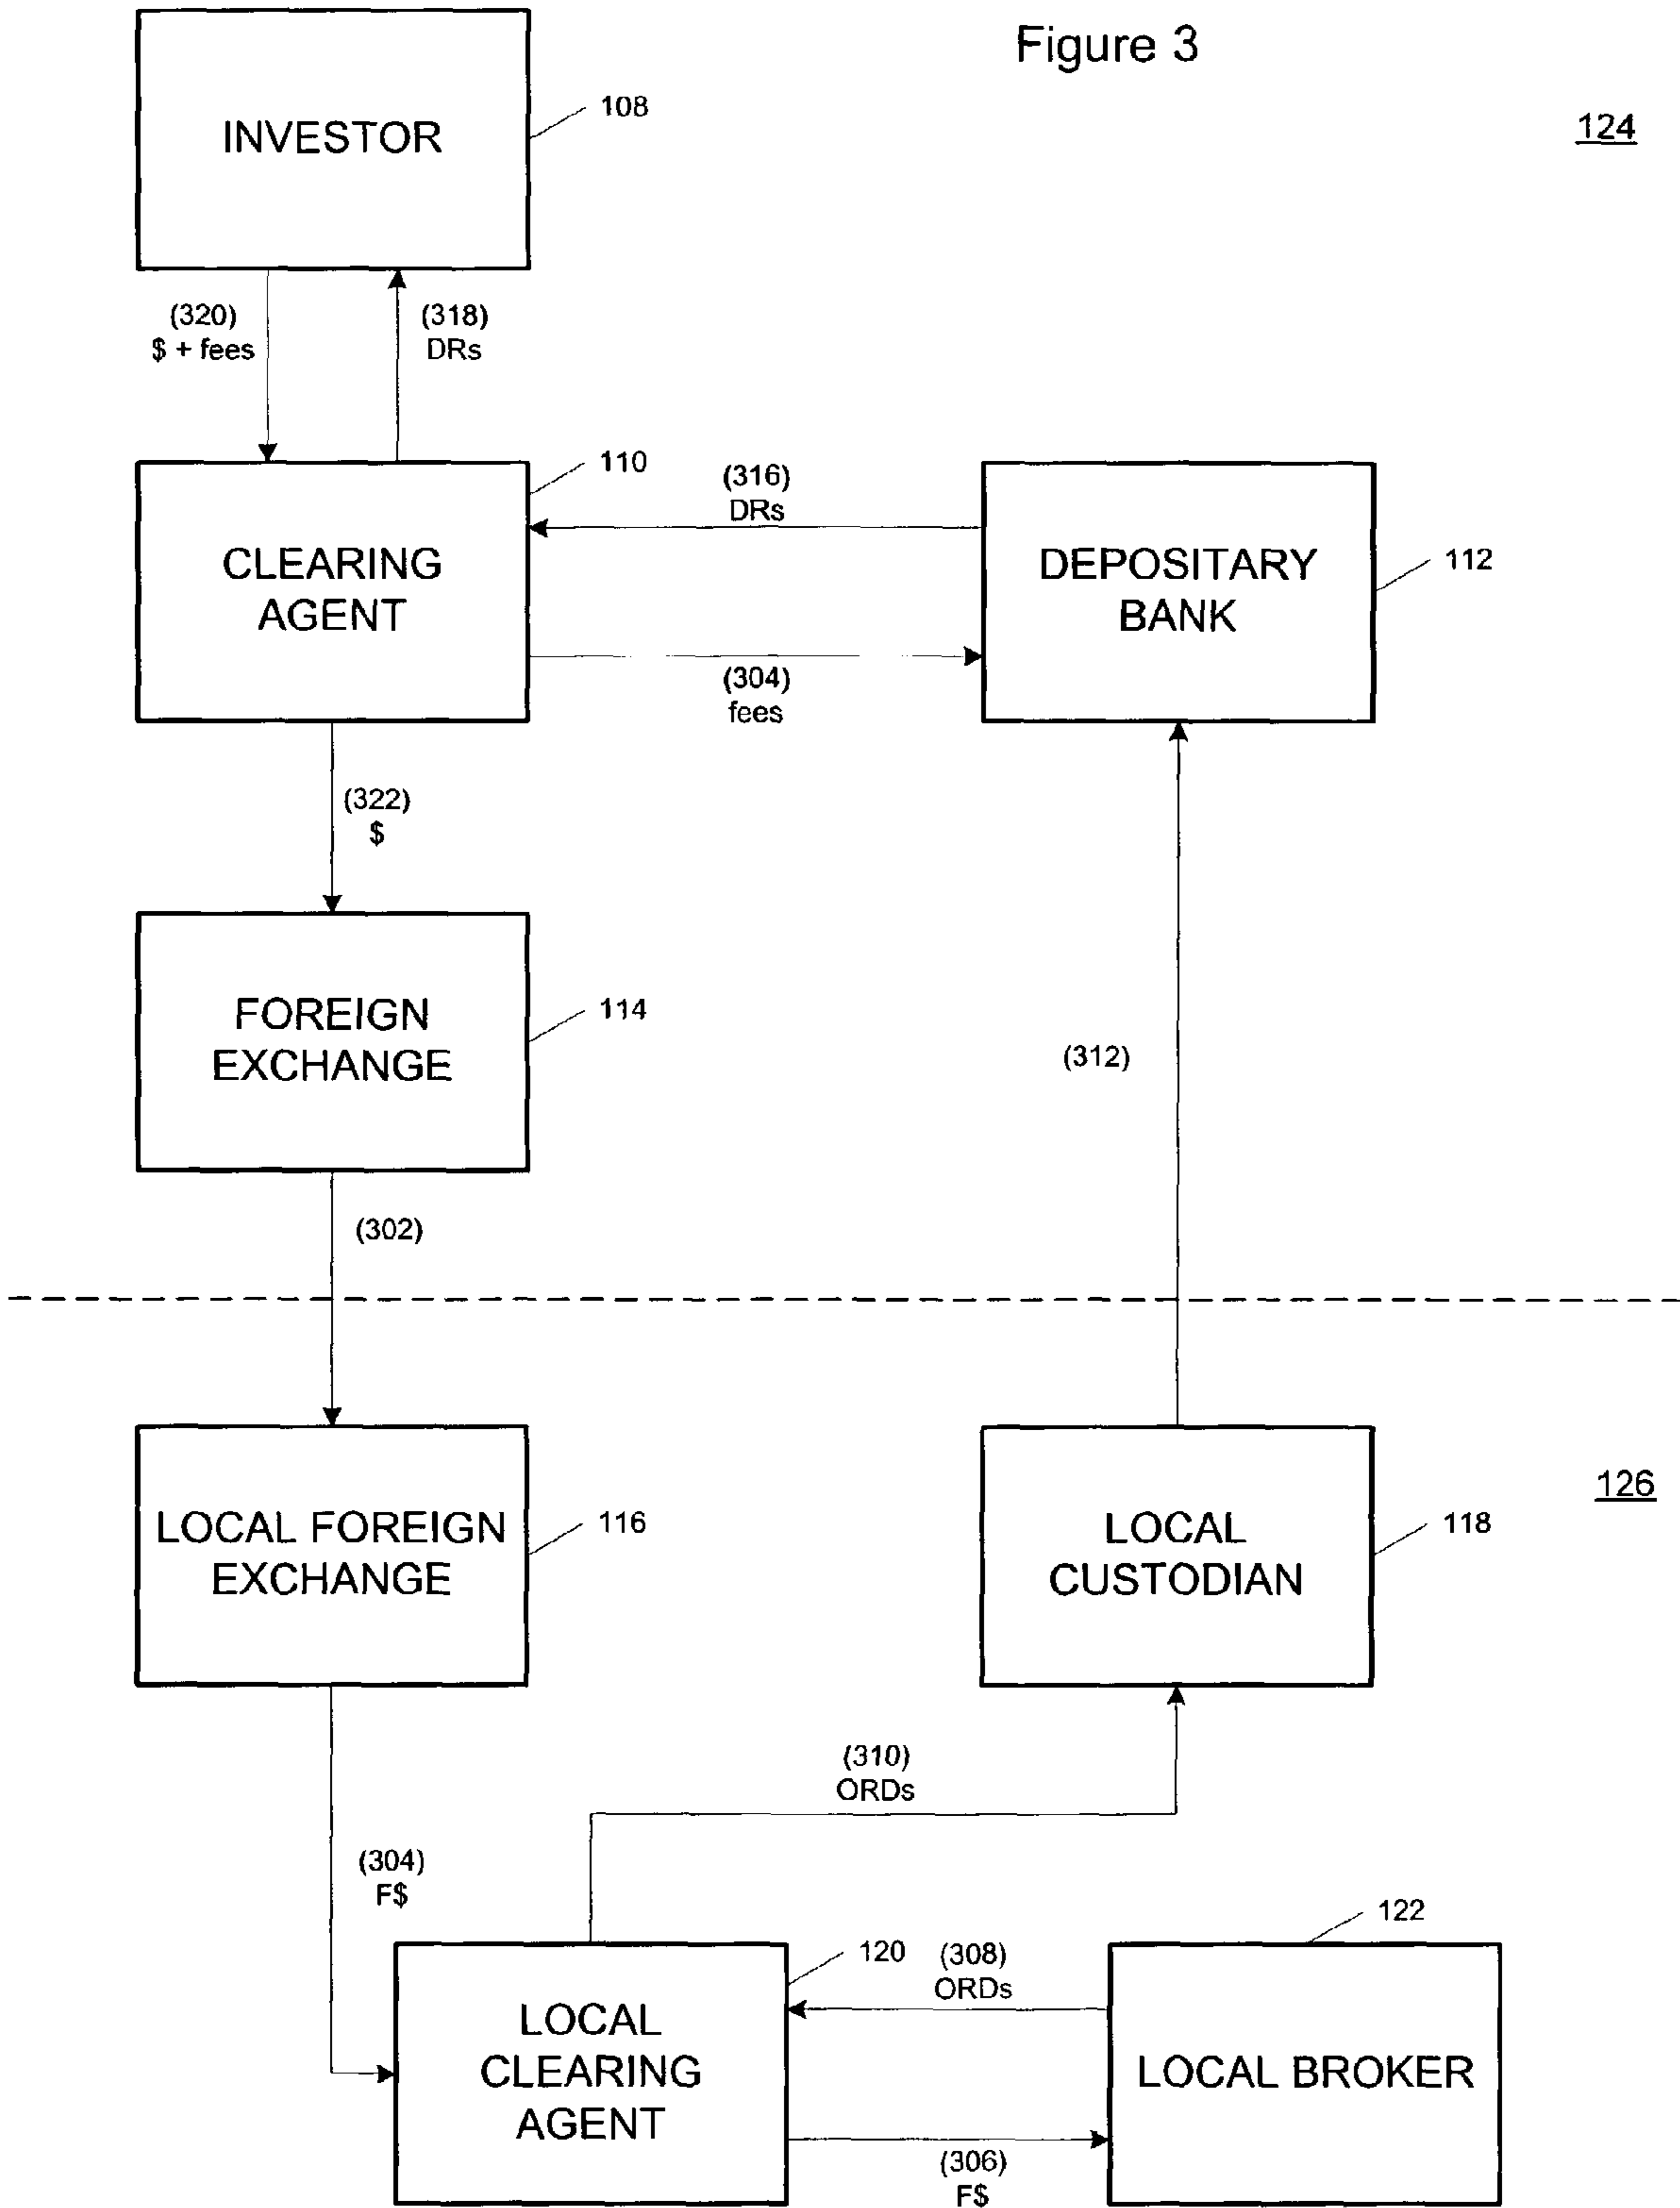 Figure 3
124
INVESTOR
108
(320)
$ + fees
(318)
DRs
CLEARING
AGENT
110
(316)
DRs
(304)
fees
DEPOSITARY
BANK
112
(322)
$
FOREIGN
EXCHANGE
114
(312)
(302)
LOCAL FOREIGN
EXCHANGE
116
LOCAL
CUSTODIAN
118
126
(310)
ORDs
(304)
F$
LOCAL
CLEARING
AGENT
120
(308)
ORDs
(306)
F$
122
LOCAL BROKER